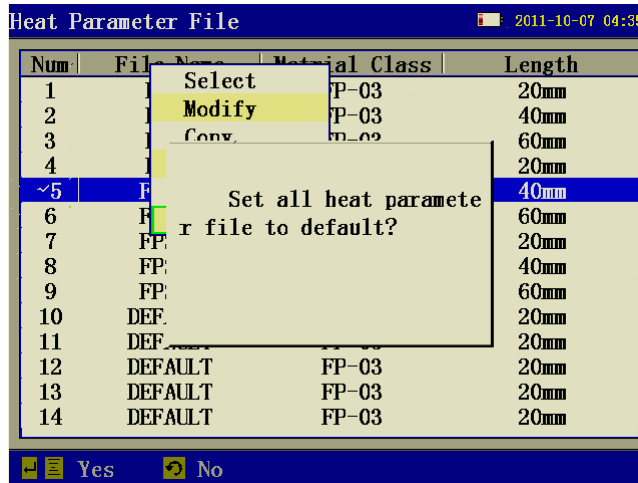 Heat Parameter File 2011-10-07 04:35
Num File Name Matrial Class Length
Select
Modify
Copy
1 FP-03 20mm
2 40mm
3 60mm
4 20mm
5 40mm
6 60mm
7 20mm
8 40mm
9 60mm
10 20mm
11 20mm
12 DEFAULT FP-03 20mm
13 DEFAULT FP-03 20mm
14 DEFAULT FP-03 20mm
Set all heat paramete
r file to default?
Yes No